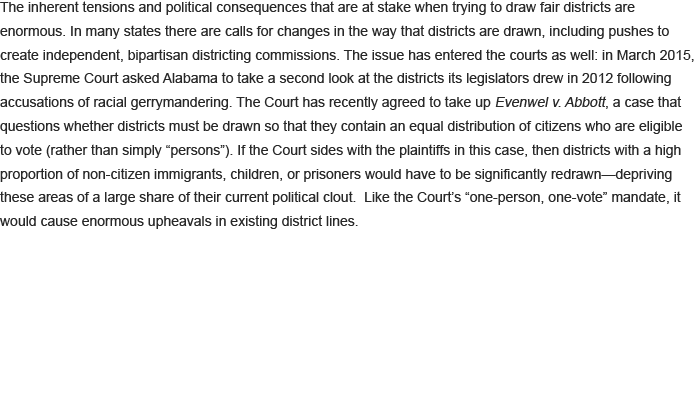 The inherent tensions and political consequences that are at stake when trying to draw fair districts are
enormous. In many states there are calls for changes in the way that districts are drawn, including pushes to
create independent, bipartisan districting commissions. The issue has entered the courts as well: in March 2015,
the Supreme Court asked Alabama to take a second look at the districts its legislators drew in 2012 following
accusations of racial gerrymandering. The Court has recently agreed to take up Evenwel v. Abbott, a case that
questions whether districts must be drawn so that they contain an equal distribution of citizens who are eligible
to vote (rather than simply “persons”). If the Court sides with the plaintiffs in this case, then districts with a high
proportion of non-citizen immigrants, children, or prisoners would have to be significantly redrawn—depriving
these areas of a large share of their current political clout.  Like the Court’s “one-person, one-vote” mandate, it
would cause enormous upheavals in existing district lines.